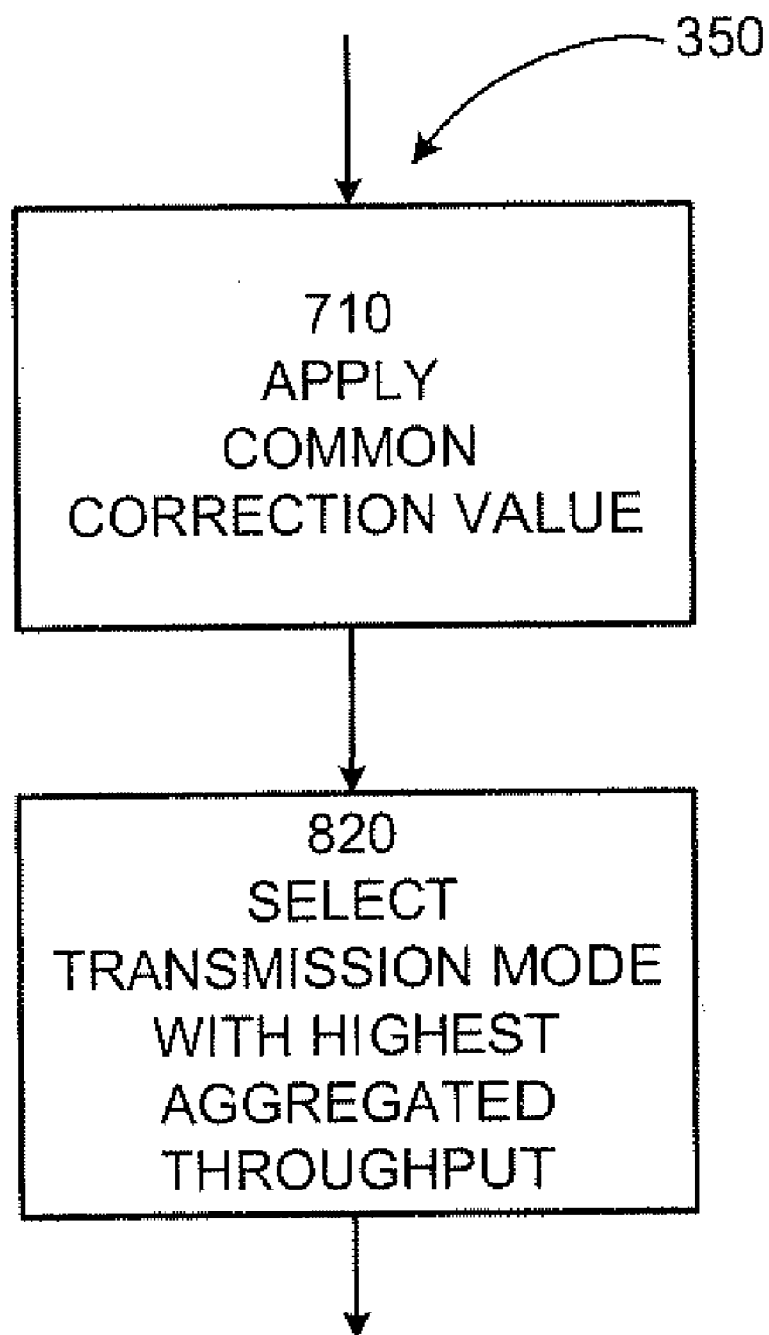 350
710
APPLY
COMMON
CORRECTION VALUE
820
SELECT
TRANSMISSION MODE
WITH HIGHEST
AGGREGATED
THROUGHPUT